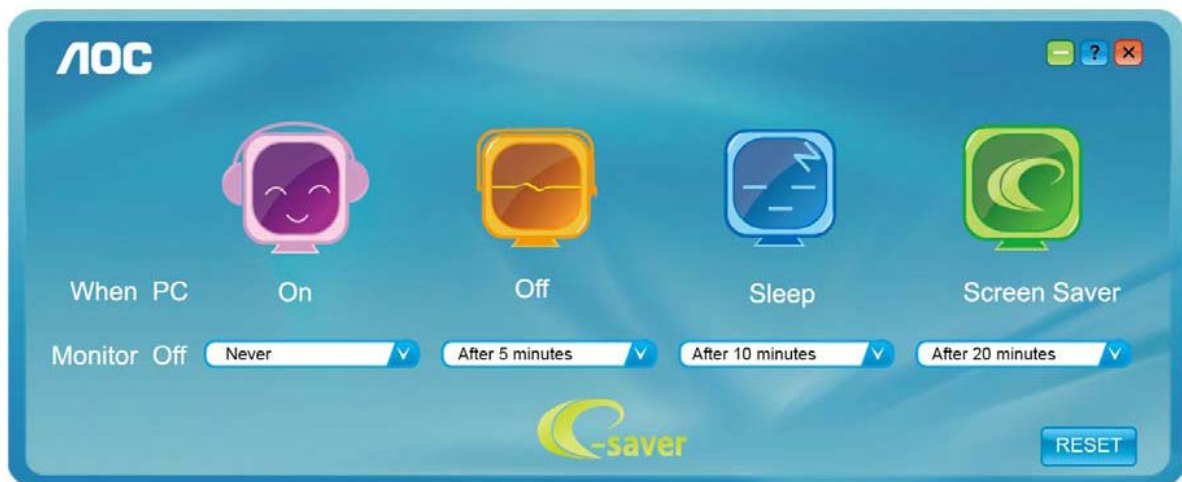 AOC
?
When PC On Off Sleep Screen Saver
Monitor Off Never After 5 minutes After 10 minutes After 20 minutes
e-saver
RESET